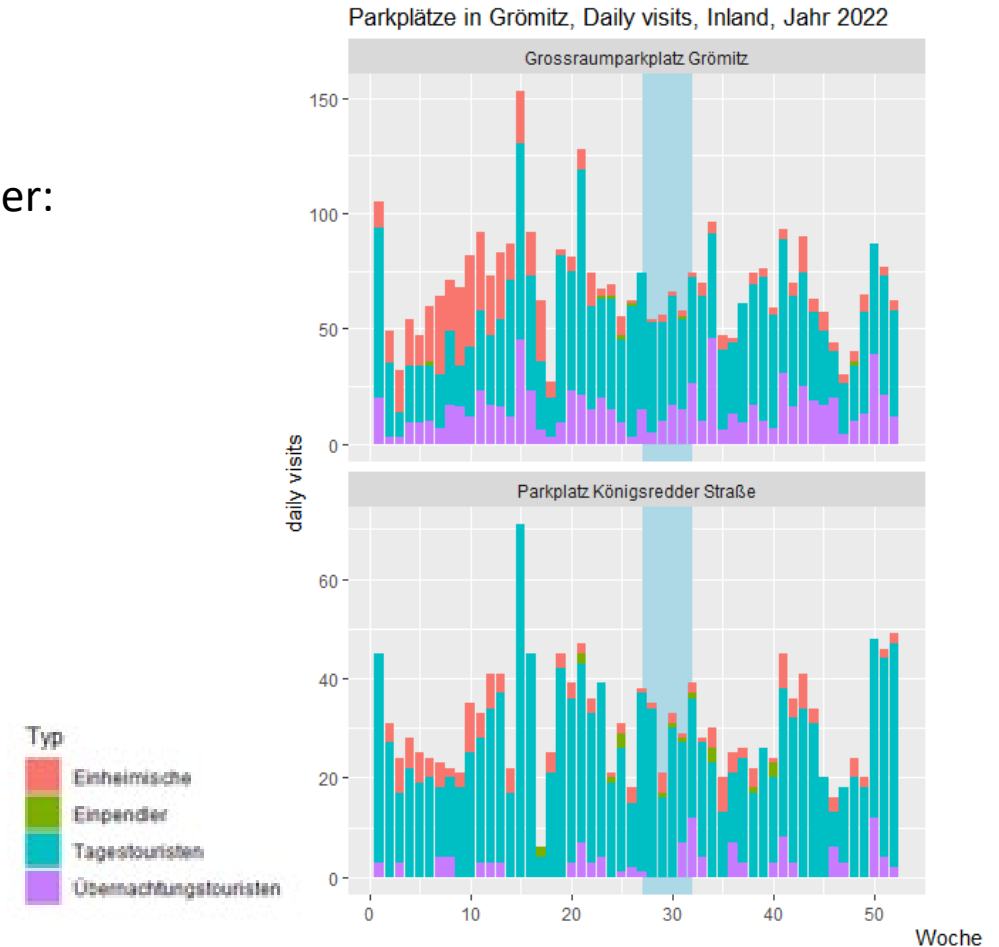 Parkplätze in Grömitz, Daily visits, Inland, Jahr 2022
Grossraumparkplatz Grömitz
er:
150
100
50
0
daily visits
Parkplatz Königsredder Straße
60
40
20
0
0 10 20 30 40 50
Woche
Typ
Einheimische
Einpendler
Tagestouristen
Übernachtungstouristen